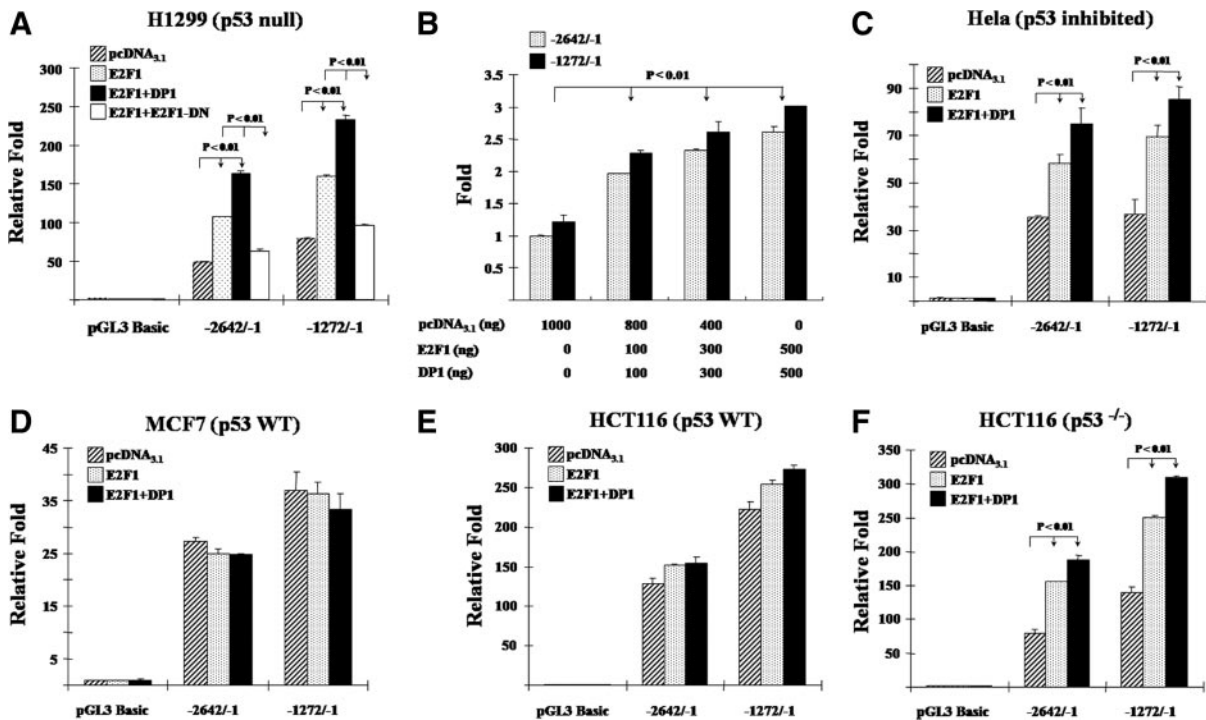 A
H1299 (p53 null)
pcDNA3.1
E2F1
E2F1+DP1
E2F1+E2F1-DN
Relative Fold
300
250
200
150
100
50
P < 0.01
P < 0.01
P < 0.01
P < 0.01
pGL3 Basic
-2642/-1
-1272/-1
B
-2642/-1
-1272/-1
Fold
3.5
3
2.5
2
1.5
1
0.5
P < 0.01
pcDNA3.1 (ng) 1000 800 400 0
E2F1 (ng) 0 100 300 500
DP1 (ng) 0 100 300 500
C
Hela (p53 inhibited)
pcDNA3.1
E2F1
E2F1+DP1
Relative Fold
90
70
50
30
10
P < 0.01
P < 0.01
pGL3 Basic
-2642/-1
-1272/-1
D
MCF7 (p53 WT)
pcDNA3.1
E2F1
E2F1+DP1
Relative Fold
45
35
25
15
5
pGL3 Basic
-2642/-1
-1272/-1
E
HCT116 (p53 WT)
pcDNA3.1
E2F1
E2F1+DP1
Relative Fold
300
250
200
150
100
50
pGL3 Basic
-2642/-1
-1272/-1
F
HCT116 (p53 -/-)
pcDNA3.1
E2F1
E2F1+DP1
Relative Fold
350
300
250
200
150
100
50
P < 0.01
P < 0.01
pGL3 Basic
-2642/-1
-1272/-1